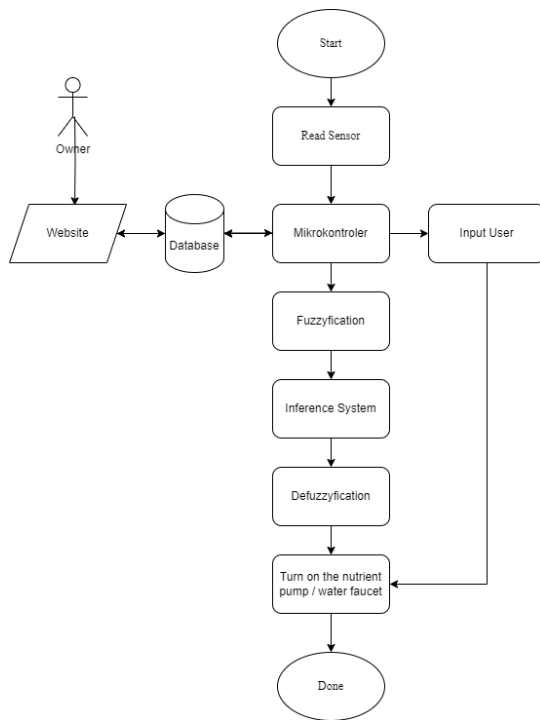 Start
Read Sensor
Owner
Website
Database
Mikrokontroler
Input User
Fuzzyfication
Inference System
Defuzzyfication
Turn on the nutrient
pump / water faucet
Done